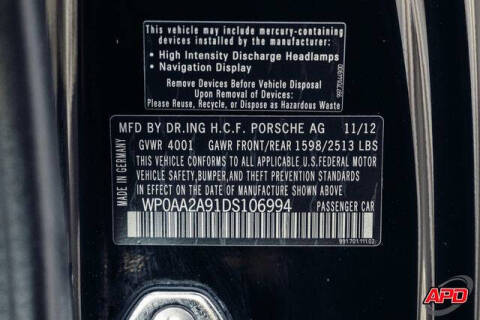 This vehicle may include mercury-containing
devices installed by the manufacturer:
• High Intensity Discharge Headlamps
• Navigation Display
Remove Devices Before Vehicle Disposal
Upon Removal of Devices
Please Reuse, Recycle, or Dispose as Hazardous Waste
MADE IN GERMANY
MFD BY DR.ING H.C.F. PORSCHE AG 11/12
GVWR 4001 GAWR FRONT/REAR 1598/2513 LBS
THIS VEHICLE CONFORMS TO ALL APPLICABLE U.S.FEDERAL MOTOR
VEHICLE SAFETY,BUMPER,AND THEFT PREVENTION STANDARDS
IN EFFECT ON THE DATE OF MANUFACTURE SHOWN ABOVE
WP0AA2A91DS106994 PASSENGER CAR
991.701.111.02
APD